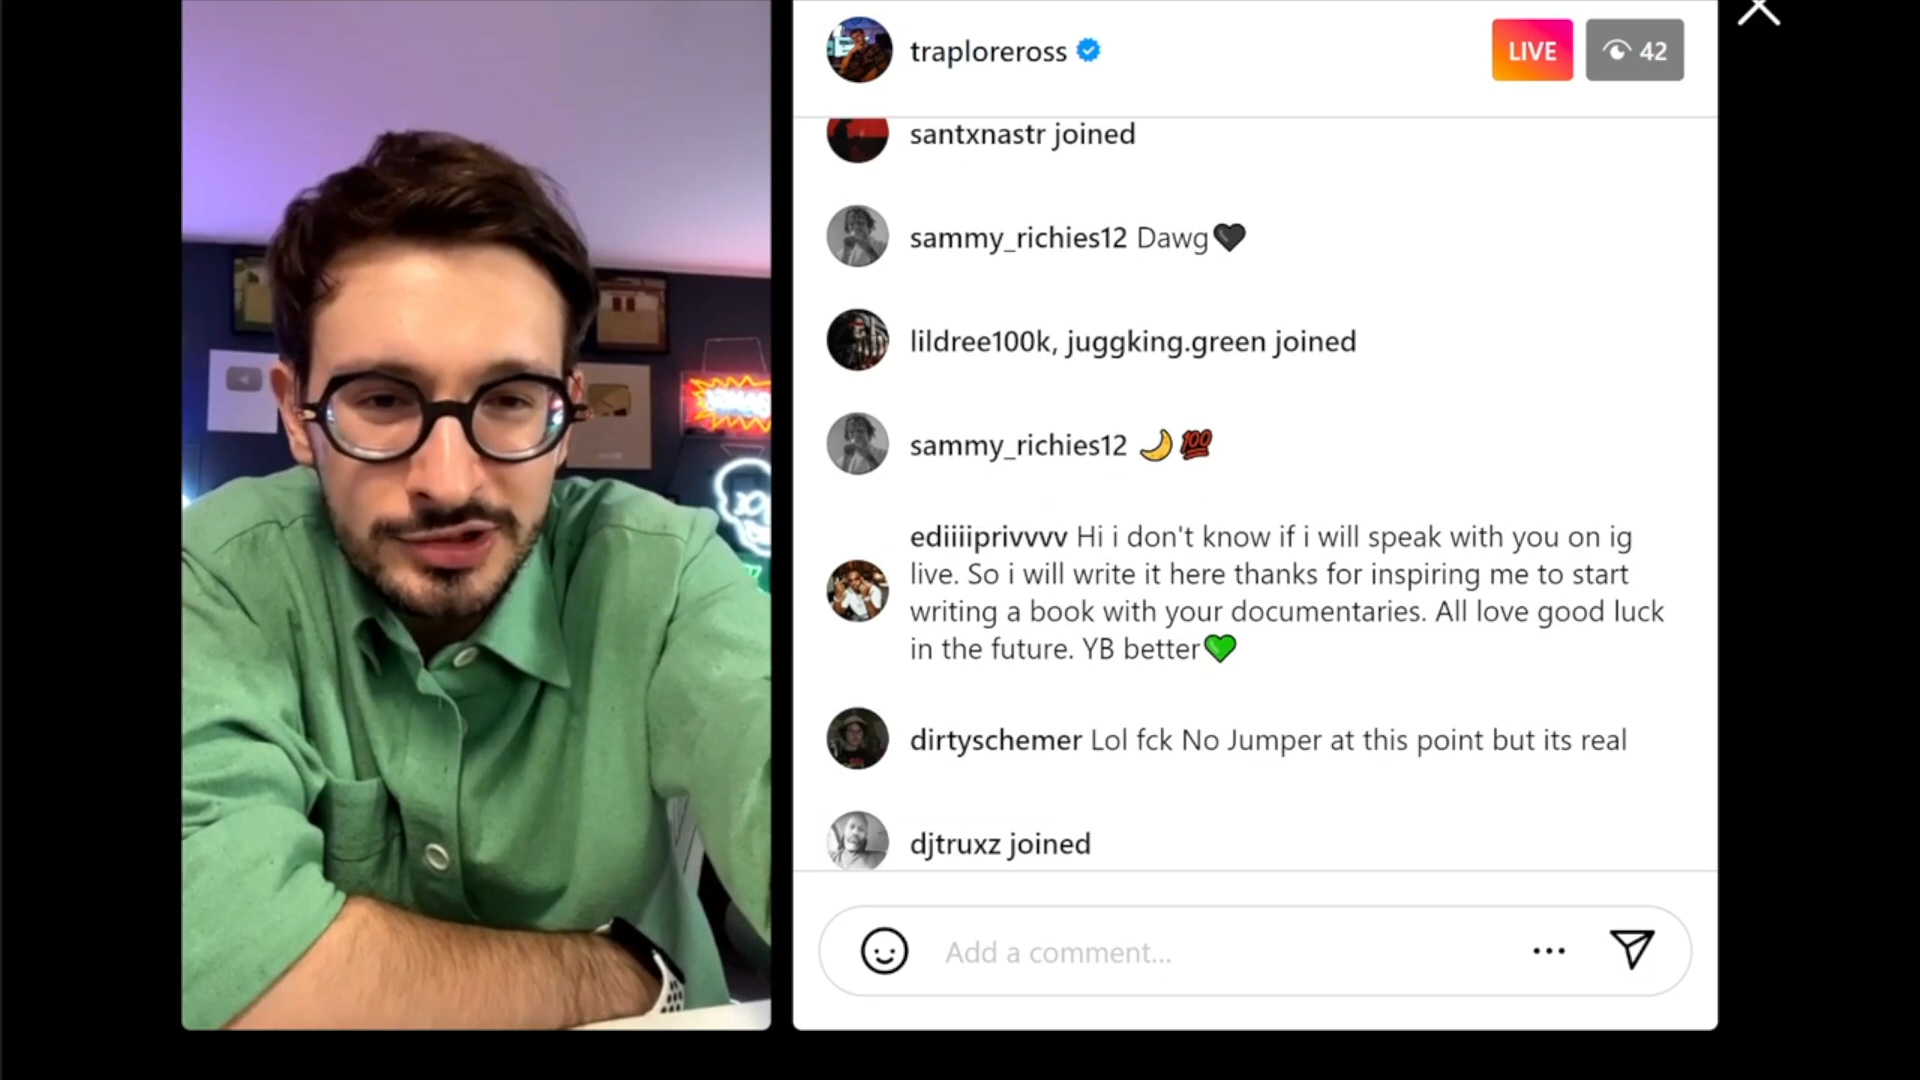 traploreross
LIVE
42
santxnastr joined
sammy_richies12 Dawg🖤
lildree100k, juggking.green joined
sammy_richies12 🌙💯
ediiiiprivvvv Hi i don't know if i will speak with you on ig
live. So i will write it here thanks for inspiring me to start
writing a book with your documentaries. All love good luck
in the future. YB better💚
dirtyschemer Lol fck No Jumper at this point but its real
djtruxz joined
Add a comment...